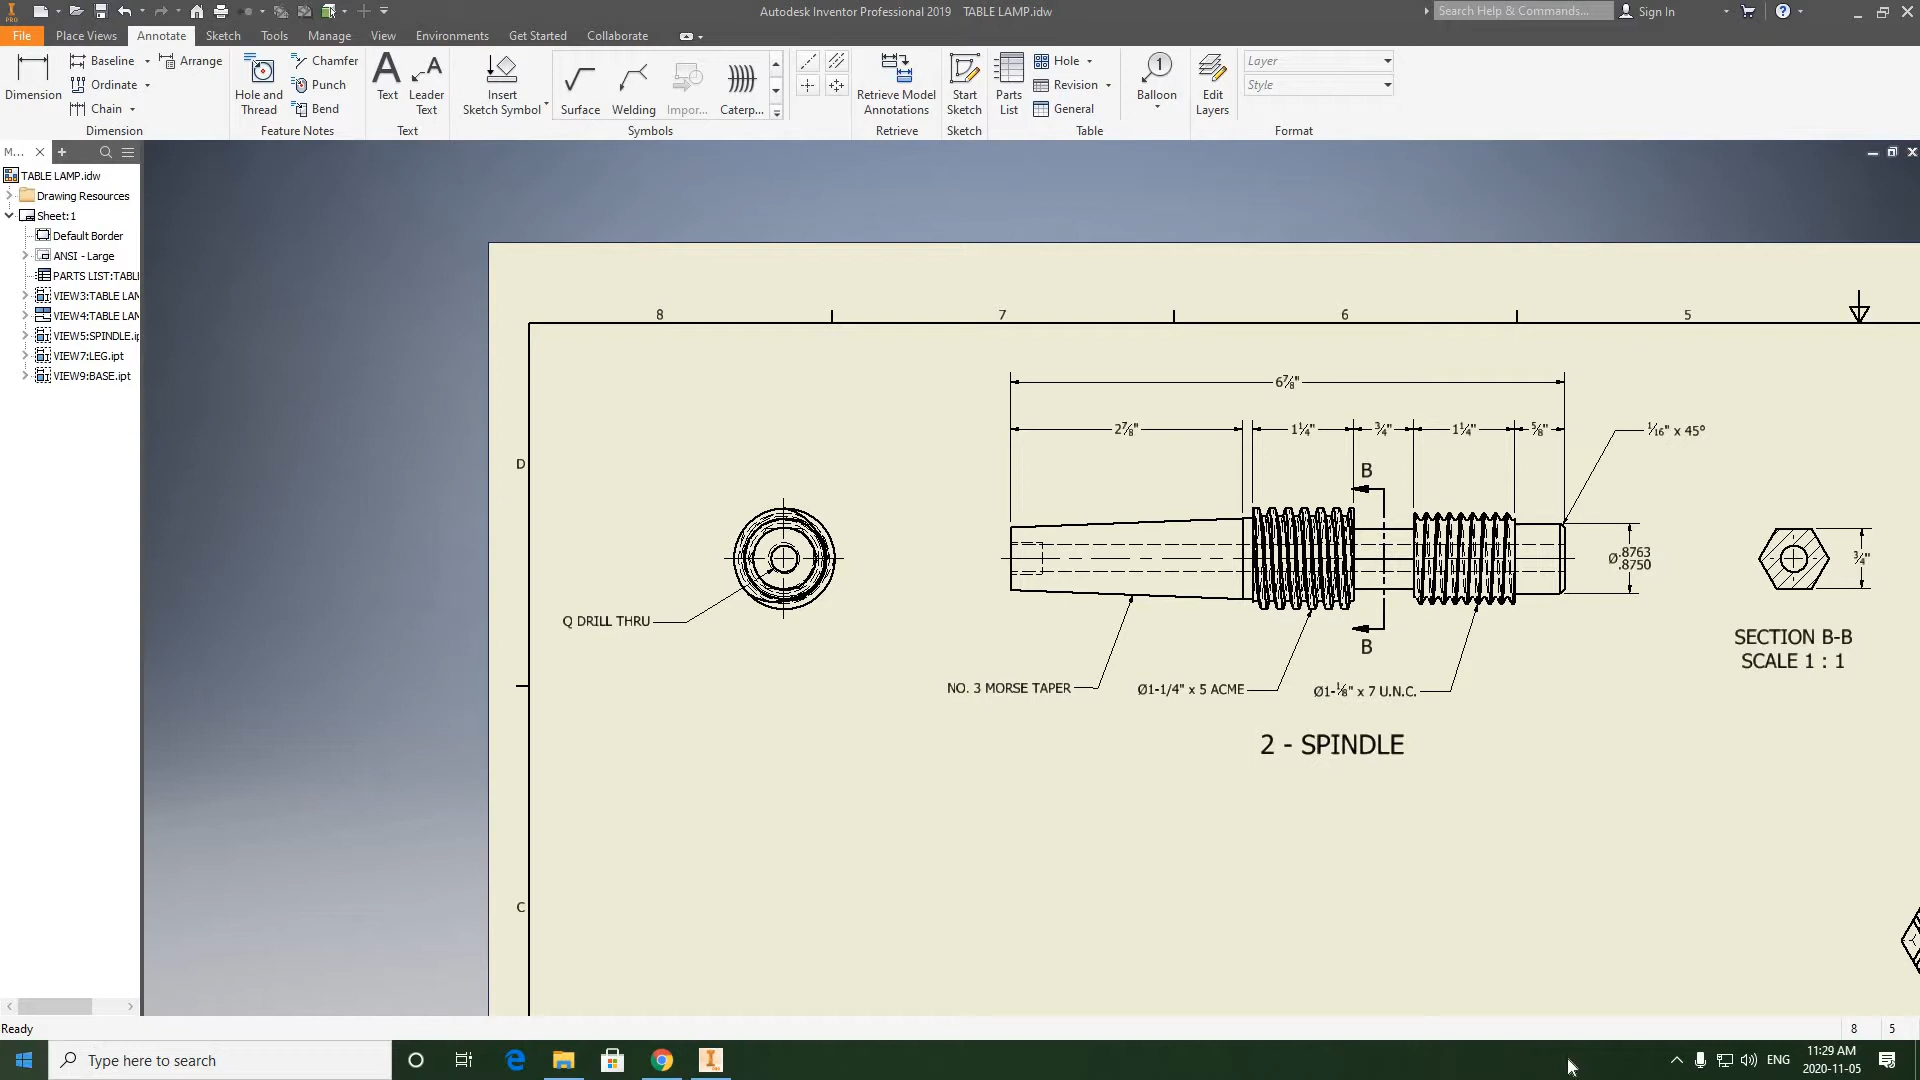 Autodesk Inventor Professional 2019 TABLE LAMP.idw
Search Help & Commands...
Sign In
File Place Views Annotate Sketch Tools Manage View Environments Get Started Collaborate
Dimension
Baseline
Ordinate
Chain
Arrange
Dimension
Hole and
Thread
Chamfer
Punch
Bend
Feature Notes
Text
Leader
Text
Text
Insert
Sketch Symbol
Surface
Welding
Impor...
Caterp...
Symbols
Retrieve Model
Annotations
Retrieve
Start
Sketch
Sketch
Parts
List
Hole
Revision
General
Table
1
Balloon
Edit
Layers
Layer
Style
Format
M...
TABLE LAMP.idw
Drawing Resources
Sheet:1
Default Border
ANSI - Large
PARTS LIST:TABL
VIEW3:TABLE LAM
VIEW4:TABLE LAM
VIEW5:SPINDLE.ip
VIEW7:LEG.ipt
VIEW9:BASE.ipt
8 7 6 5
D
C
6⅞"
2⅞" 1¼" ¾" 1¼" ⅝"
1/16" x 45°
B
B
Ø.8763
.8750
¾"
Q DRILL THRU
NO. 3 MORSE TAPER
Ø1-1/4" x 5 ACME
Ø1-⅛" x 7 U.N.C.
SECTION B-B
SCALE 1 : 1
2 - SPINDLE
Ready
8 5
Type here to search
ENG
11:29 AM
2020-11-05